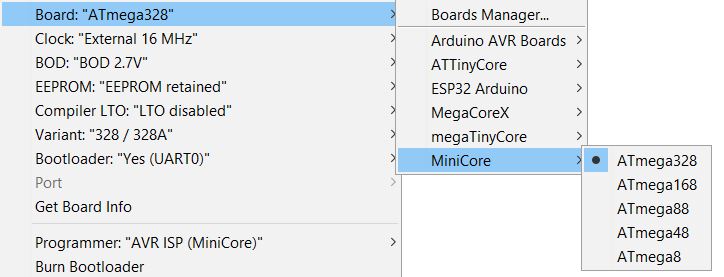 Board: "ATmega328"
Clock: "External 16 MHz"
BOD: "BOD 2.7V"
EEPROM: "EEPROM retained"
Compiler LTO: "LTO disabled"
Variant: "328 / 328A"
Bootloader: "Yes (UART0)"
Port
Get Board Info
Programmer: "AVR ISP (MiniCore)"
Burn Bootloader
Boards Manager...
Arduino AVR Boards
ATTinyCore
ESP32 Arduino
MegaCoreX
megaTinyCore
MiniCore
ATmega328
ATmega168
ATmega88
ATmega48
ATmega8